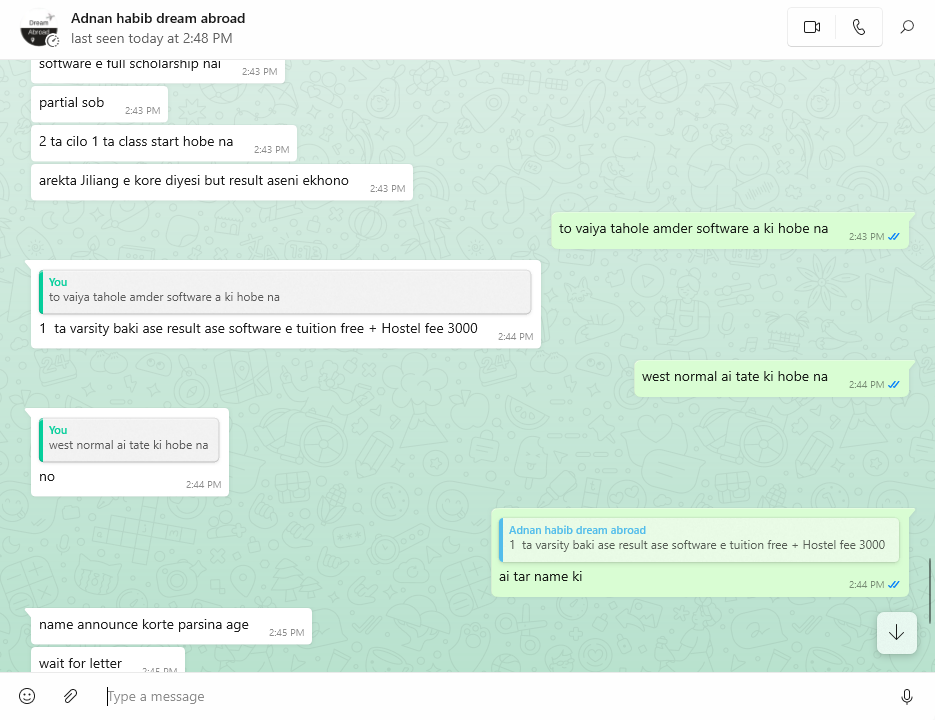 Dream
Abroad
Adnan habib dream abroad
last seen today at 2:48 PM
software e full scholarship nai
2:43 PM
partial sob
2:43 PM
2 ta cilo 1 ta class start hobe na
2:43 PM
arekta Jiliang e kore diyesi but result aseni ekhono
2:43 PM
to vaiya tahole amder software a ki hobe na
2:43 PM
You
to vaiya tahole amder software a ki hobe na
1 ta varsity baki ase result ase software e tuition free + Hostel fee 3000
2:44 PM
west normal ai tate ki hobe na
2:44 PM
You
west normal ai tate ki hobe na
no
2:44 PM
Adnan habib dream abroad
1 ta varsity baki ase result ase software e tuition free + Hostel fee 3000
ai tar name ki
2:44 PM
name announce korte parsina age
2:45 PM
wait for letter
2:45 PM
Type a message